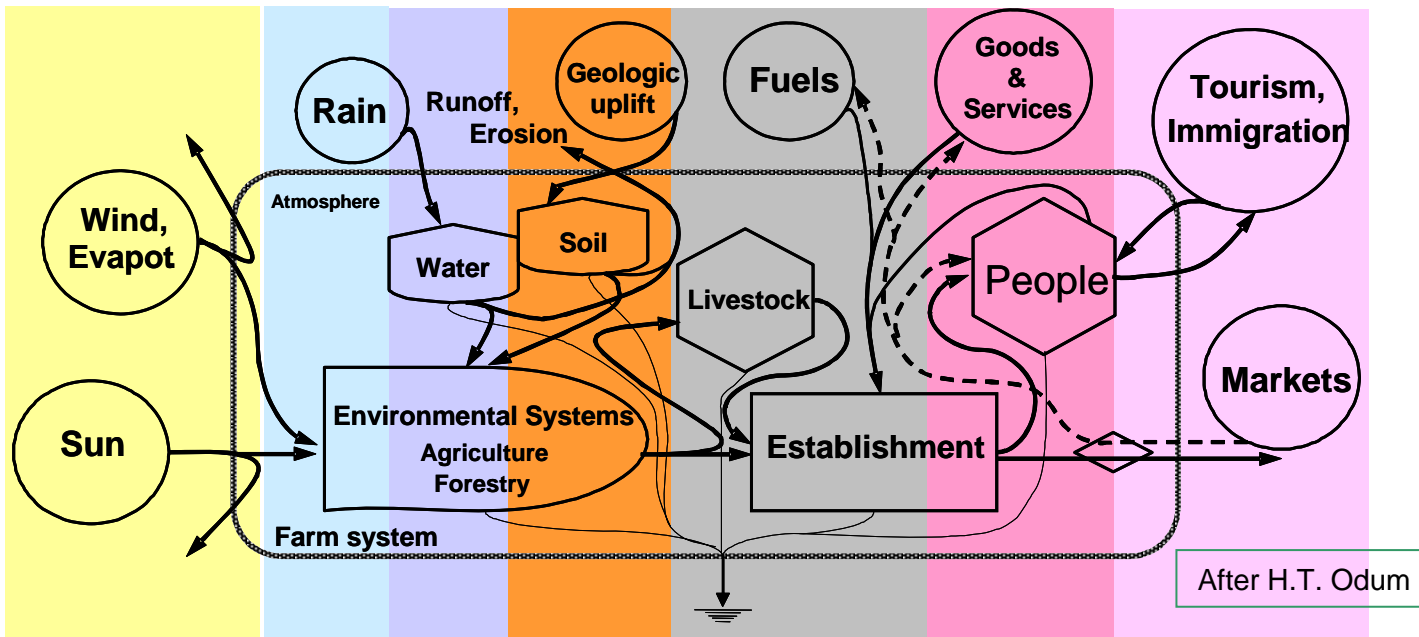 Rain
Runoff,
Erosion
Geologic
uplift
Fuels
Goods
&
Services
Tourism,
Immigration
Wind,
Evapot.
Atmosphere
Water
Soil
Livestock
People
Markets
Sun
Environmental Systems
Agriculture
Forestry
Establishment
Farm system
After H.T. Odum